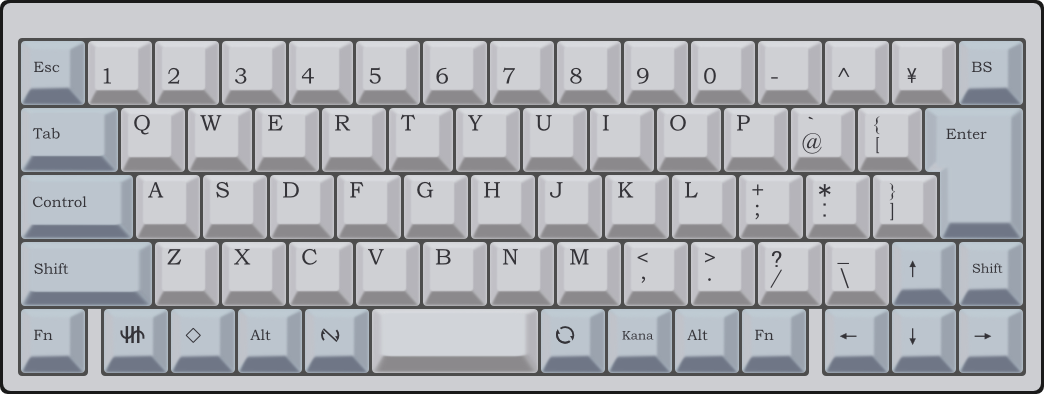 Esc 1 2 3 4 5 6 7 8 9 0 - ^ ¥ BS
Tab Q W E R T Y U I O P ` @ { [ Enter
Control A S D F G H J K L + ; * : } ]
Shift Z X C V B N M < , > . ? / _ \ ↑ Shift
Fn ◇ Alt Kana Alt Fn ← ↓ →